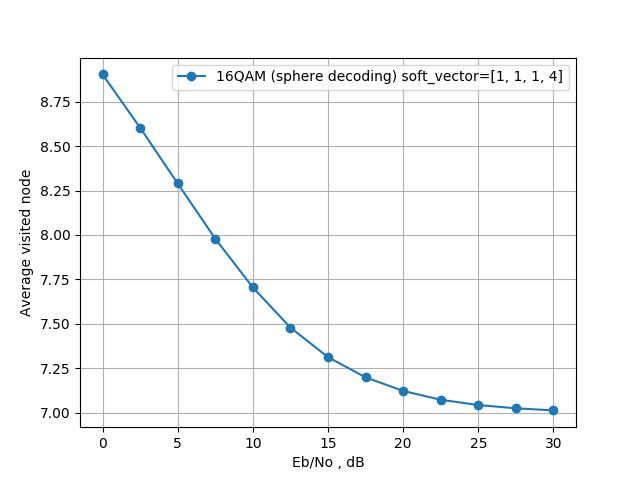 16QAM (sphere decoding) soft_vector=[1, 1, 1, 4]
8.75
8.50
8.25
8.00
7.75
7.50
7.25
7.00
Average visited node
0 5 10 15 20 25 30
Eb/No , dB